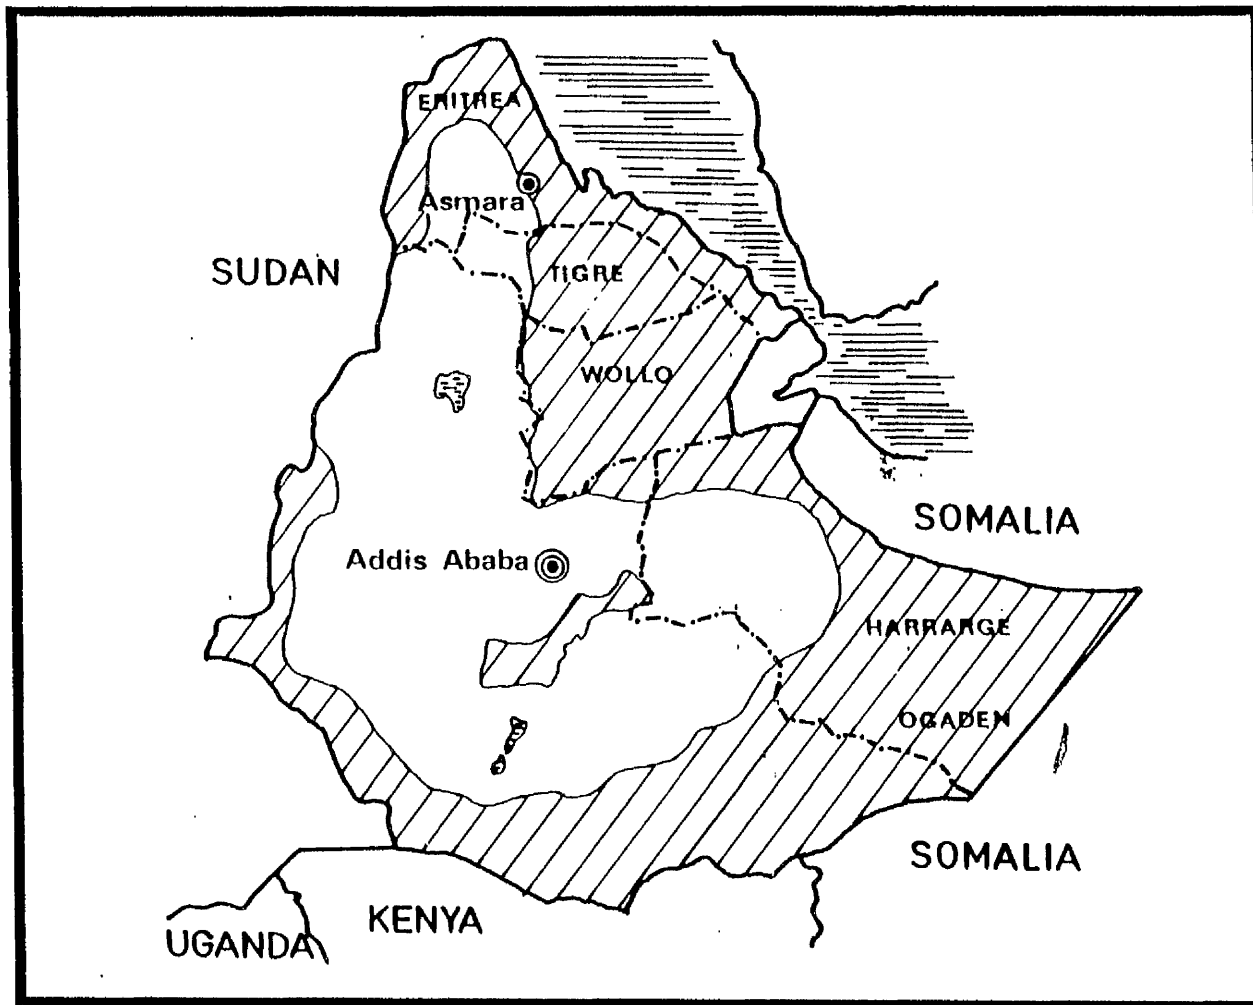 ERITREA
Asmara
SUDAN
TIGRE
WOLLO
SOMALIA
Addis Ababa
HARRARGE
OGADEN
SOMALIA
KENYA
UGANDA